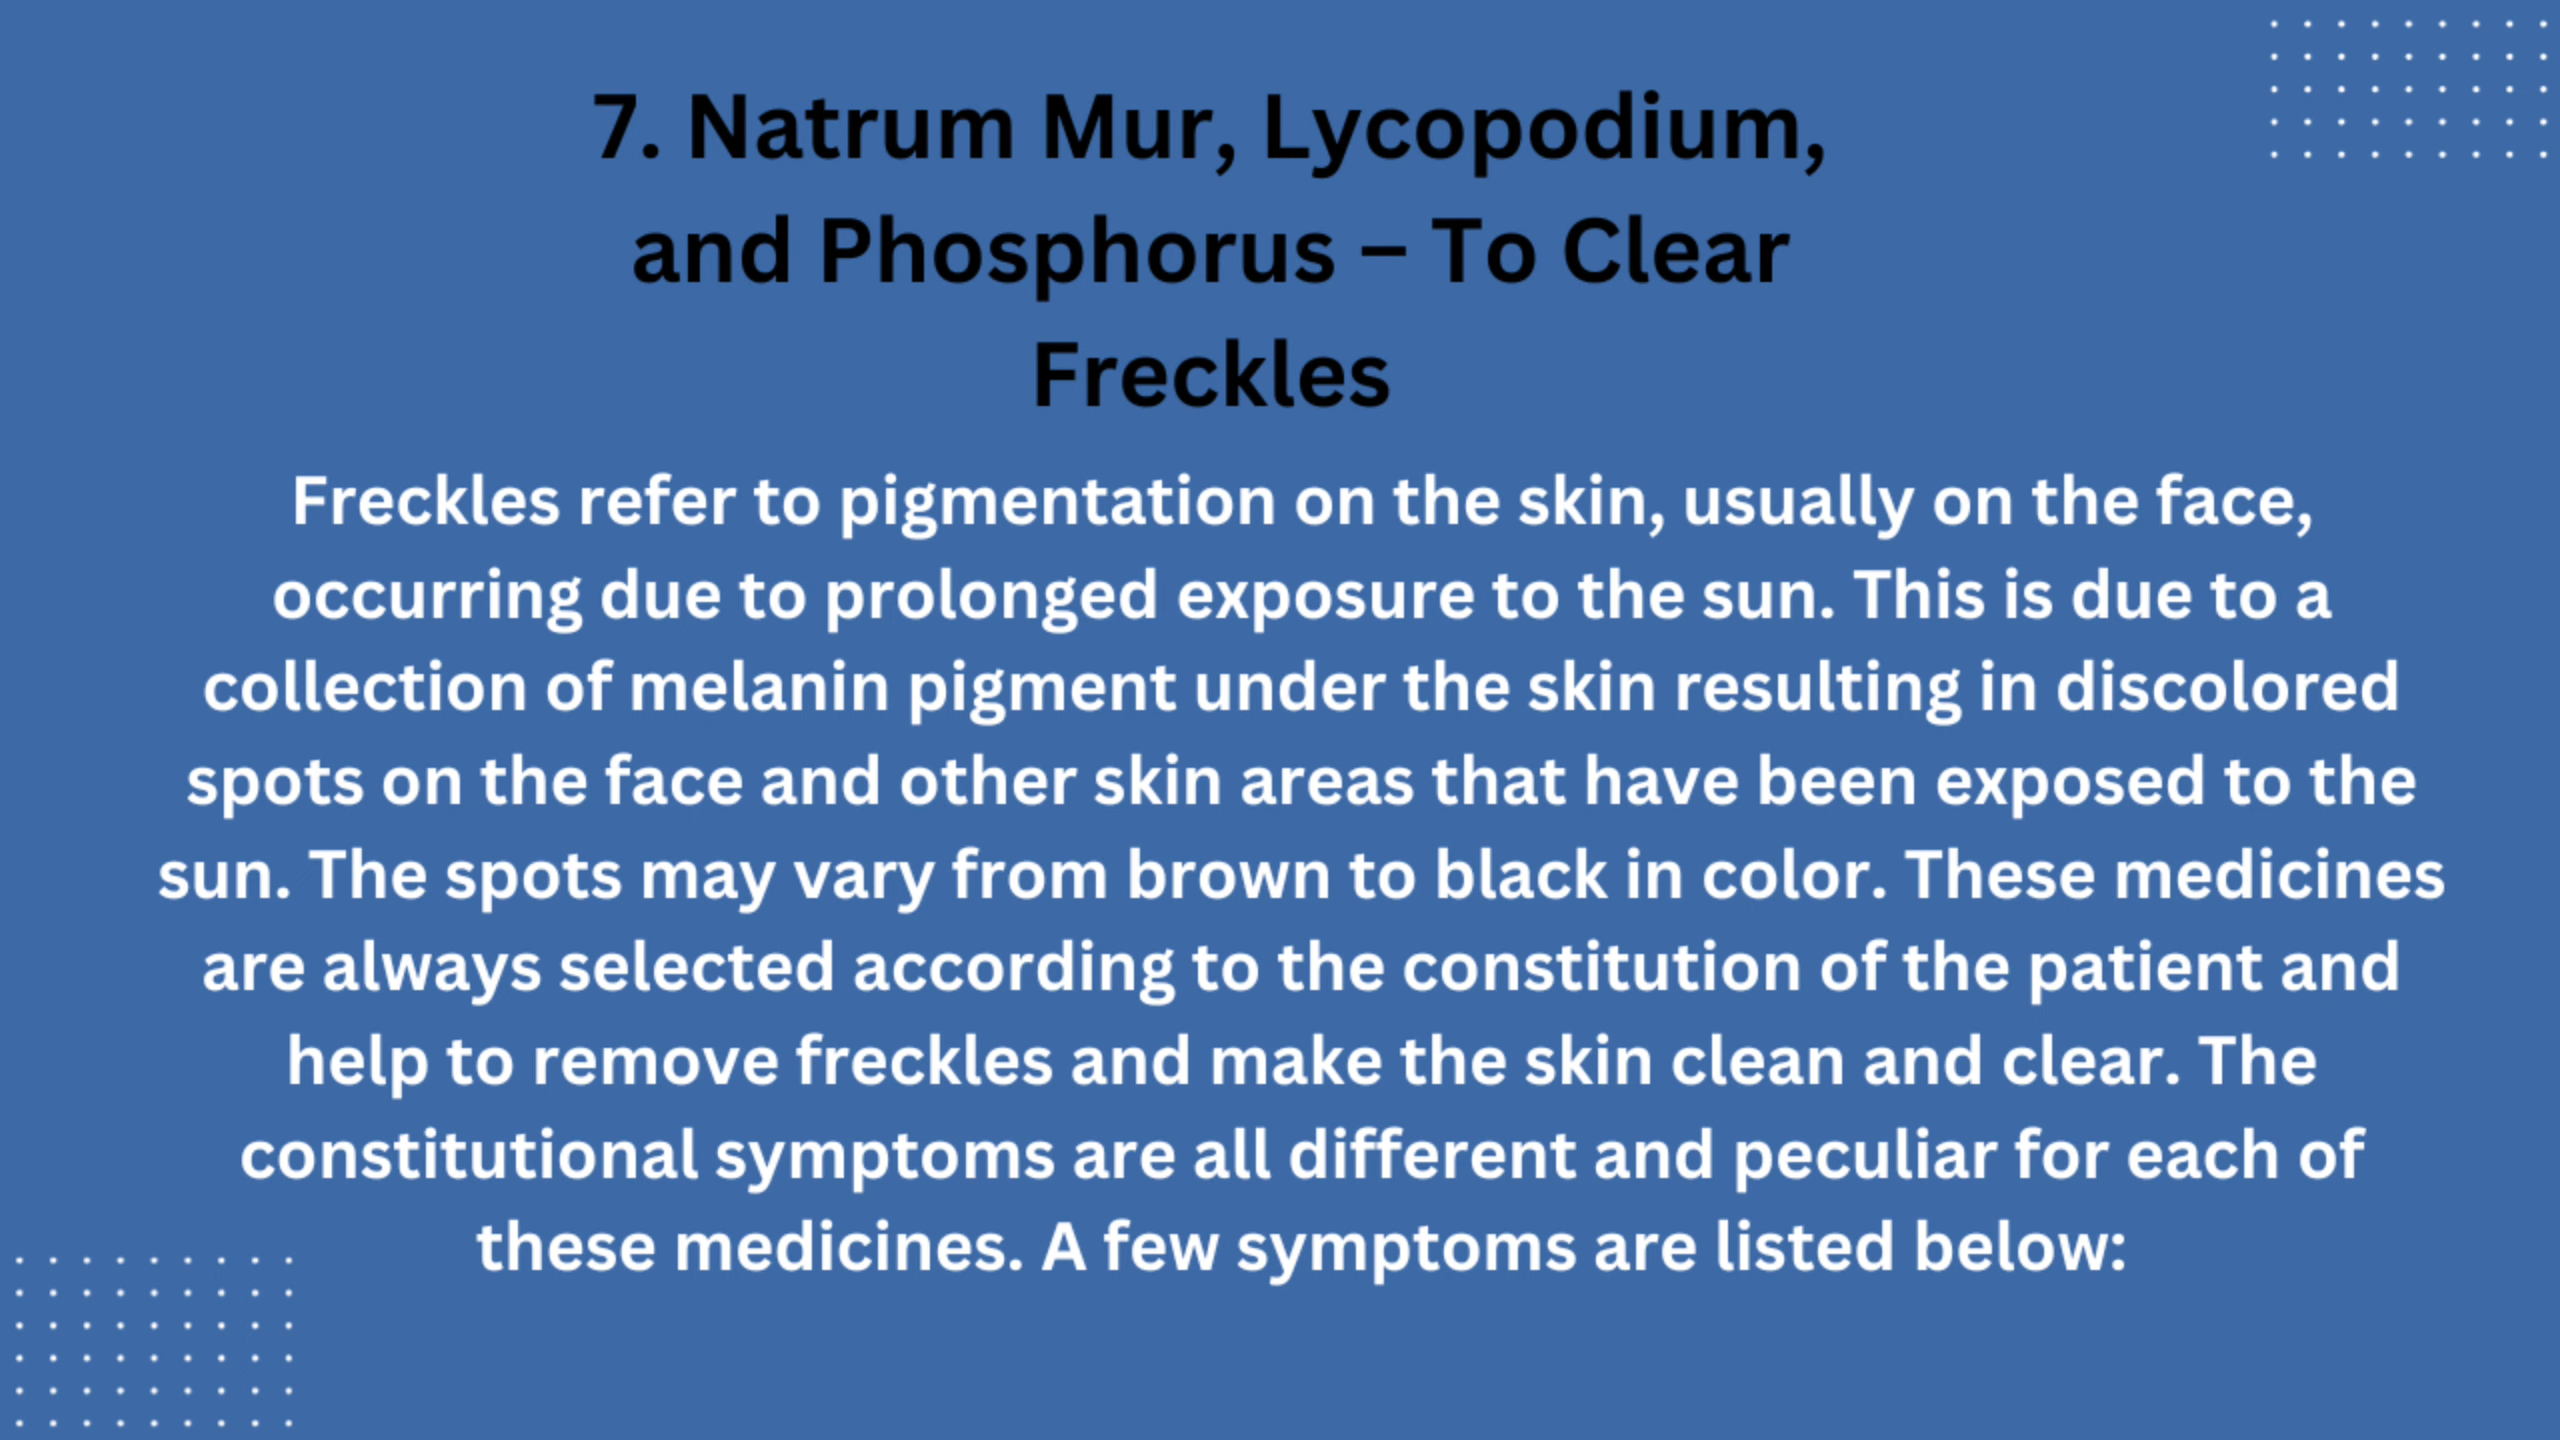 7. Natrum Mur, Lycopodium,
and Phosphorus – To Clear
Freckles
Freckles refer to pigmentation on the skin, usually on the face,
occurring due to prolonged exposure to the sun. This is due to a
collection of melanin pigment under the skin resulting in discolored
spots on the face and other skin areas that have been exposed to the
sun. The spots may vary from brown to black in color. These medicines
are always selected according to the constitution of the patient and
help to remove freckles and make the skin clean and clear. The
constitutional symptoms are all different and peculiar for each of
these medicines. A few symptoms are listed below: